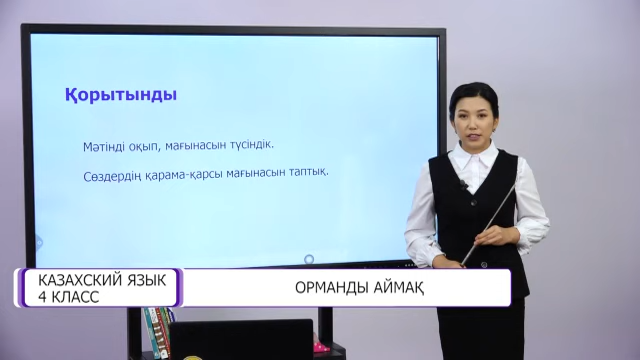 Қорытынды
Мәтінді оқып, мағынасын түсіндік.
Сөздердің қарама-қарсы мағынасын таптық.
КАЗАХСКИЙ ЯЗЫК
4 КЛАСС
ОРМАНДЫ АЙМАҚ